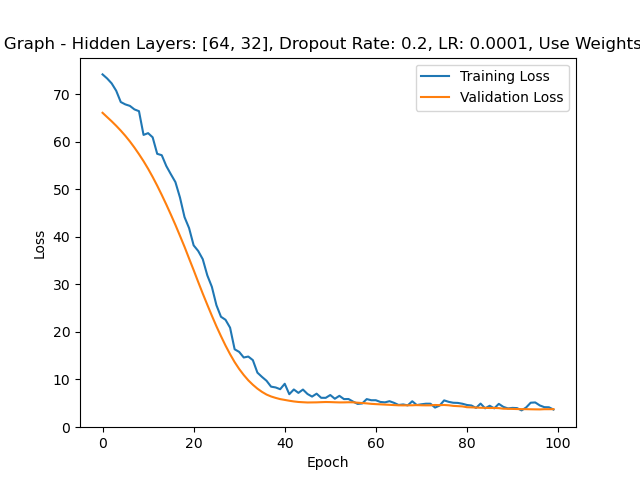 Graph - Hidden Layers: [64, 32], Dropout Rate: 0.2, LR: 0.0001, Use Weights
Training Loss
Validation Loss
Loss
70
60
50
40
30
20
10
0
0 20 40 60 80 100
Epoch